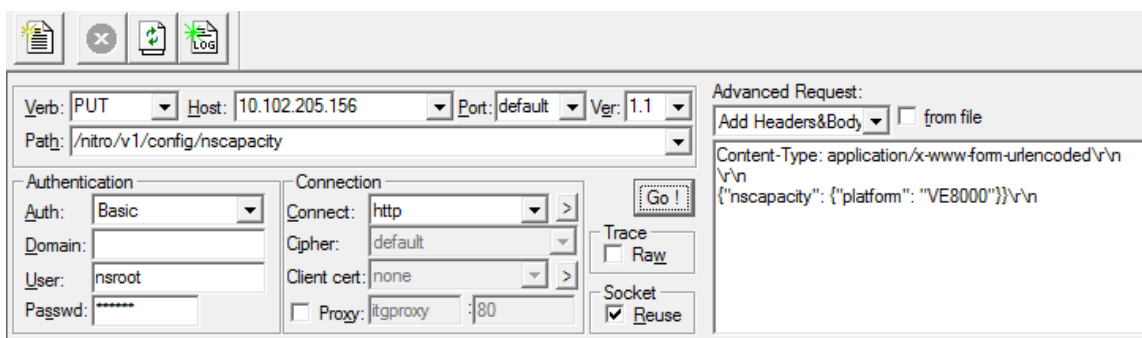 LOG
Verb: PUT Host: 10.102.205.156 Port: default Ver: 1.1
Path: /nitro/v1/config/nscapacity
Authentication
Auth: Basic
Domain:
User: nsroot
Passwd: ******
Connection
Connect: http >
Cipher: default
Client cert: none >
Proxy: itgproxy : 80
Go !
Trace
Raw
Socket
Reuse
Advanced Request:
Add Headers&Body from file
Content-Type: application/x-www-form-urlencoded\r\n
\r\n
{"nscapacity": {"platform": "VE8000"}}\r\n